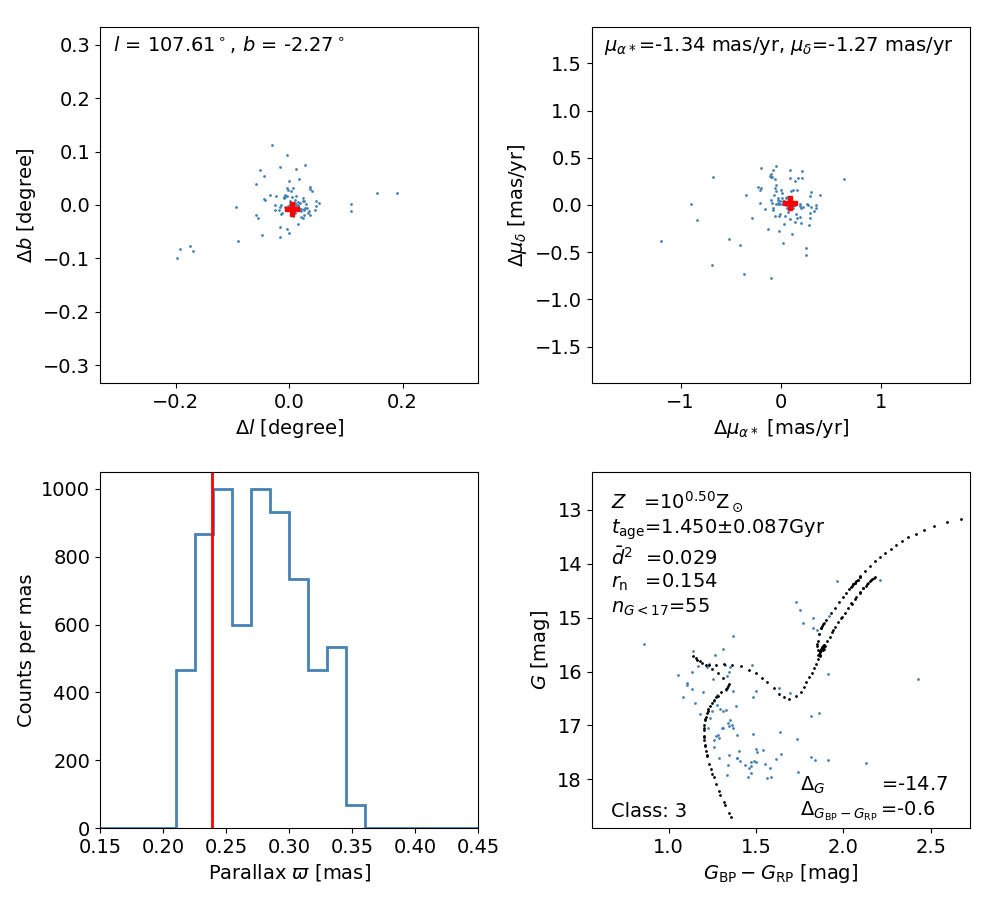 l = 107.61°, b = -2.27°
0.3
0.2
0.1
0.0
−0.1
−0.2
−0.3
−0.2
0.0
0.2
Δb [degree]
Δl [degree]
μα*=-1.34 mas/yr, μδ=-1.27 mas/yr
1.5
1.0
0.5
0.0
−0.5
−1.0
−1.5
−1
0
1
Δμδ [mas/yr]
Δμα* [mas/yr]
1000
800
600
400
200
0
0.15
0.20
0.25
0.30
0.35
0.40
0.45
Counts per mas
Parallax ϖ [mas]
Z =10^0.50 Z⊙
t_age=1.450±0.087Gyr
d̄² =0.029
r_n =0.154
n_G<17=55
Δ_G =-14.7
Δ_G_BP−G_RP =-0.6
Class: 3
13
14
15
16
17
18
1.0
1.5
2.0
2.5
G [mag]
G_BP − G_RP [mag]